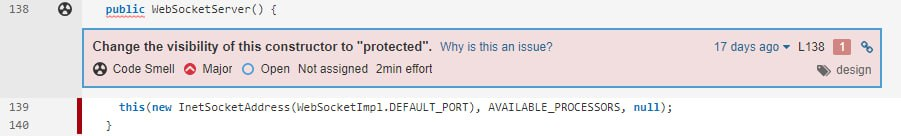 138 public WebSocketServer() {
Change the visibility of this constructor to "protected". Why is this an issue? 17 days ago L138 1
Code Smell Major Open Not assigned 2min effort design
139 this(new InetSocketAddress(WebSocketImpl.DEFAULT_PORT), AVAILABLE_PROCESSORS, null);
140 }